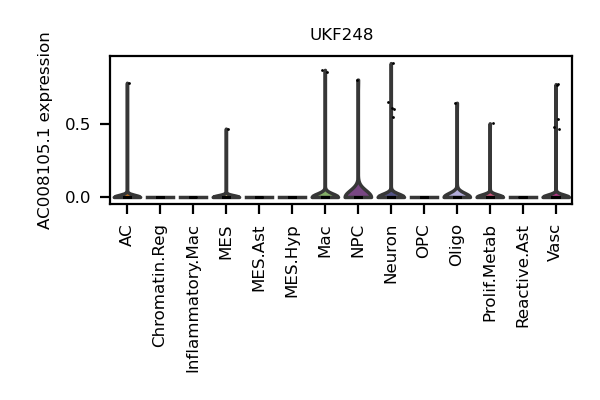 UKF248
AC008105.1 expression
0.5
0.0
AC
Chromatin.Reg
Inflammatory.Mac
MES
MES.Ast
MES.Hyp
Mac
NPC
Neuron
OPC
Oligo
Prolif.Metab
Reactive.Ast
Vasc